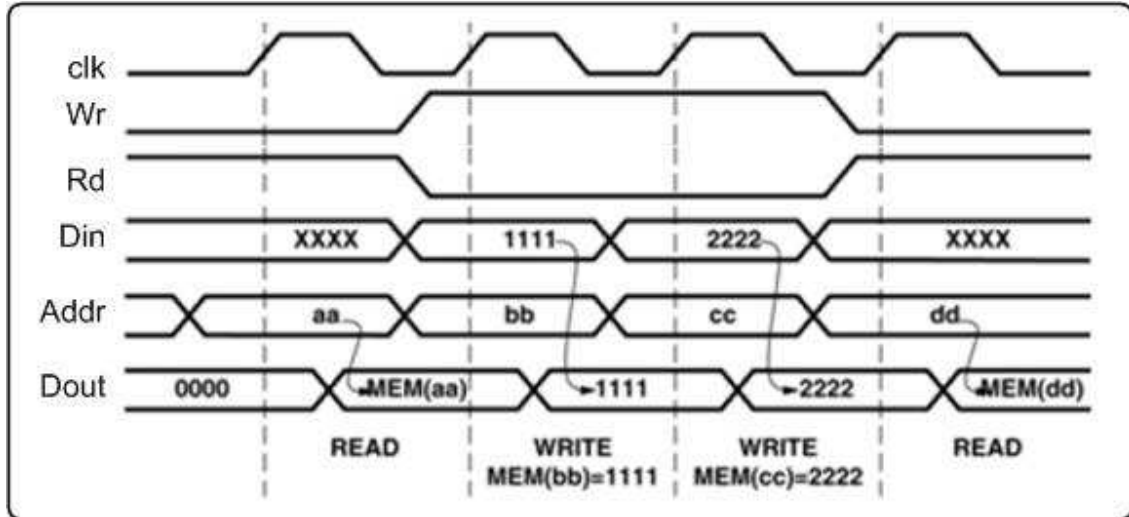 clk
Wr
Rd
Din XXXX 1111 2222 XXXX
Addr aa bb cc dd
Dout 0000 MEM(aa) 1111 2222 MEM(dd)
READ WRITE WRITE READ
MEM(bb)=1111 MEM(cc)=2222